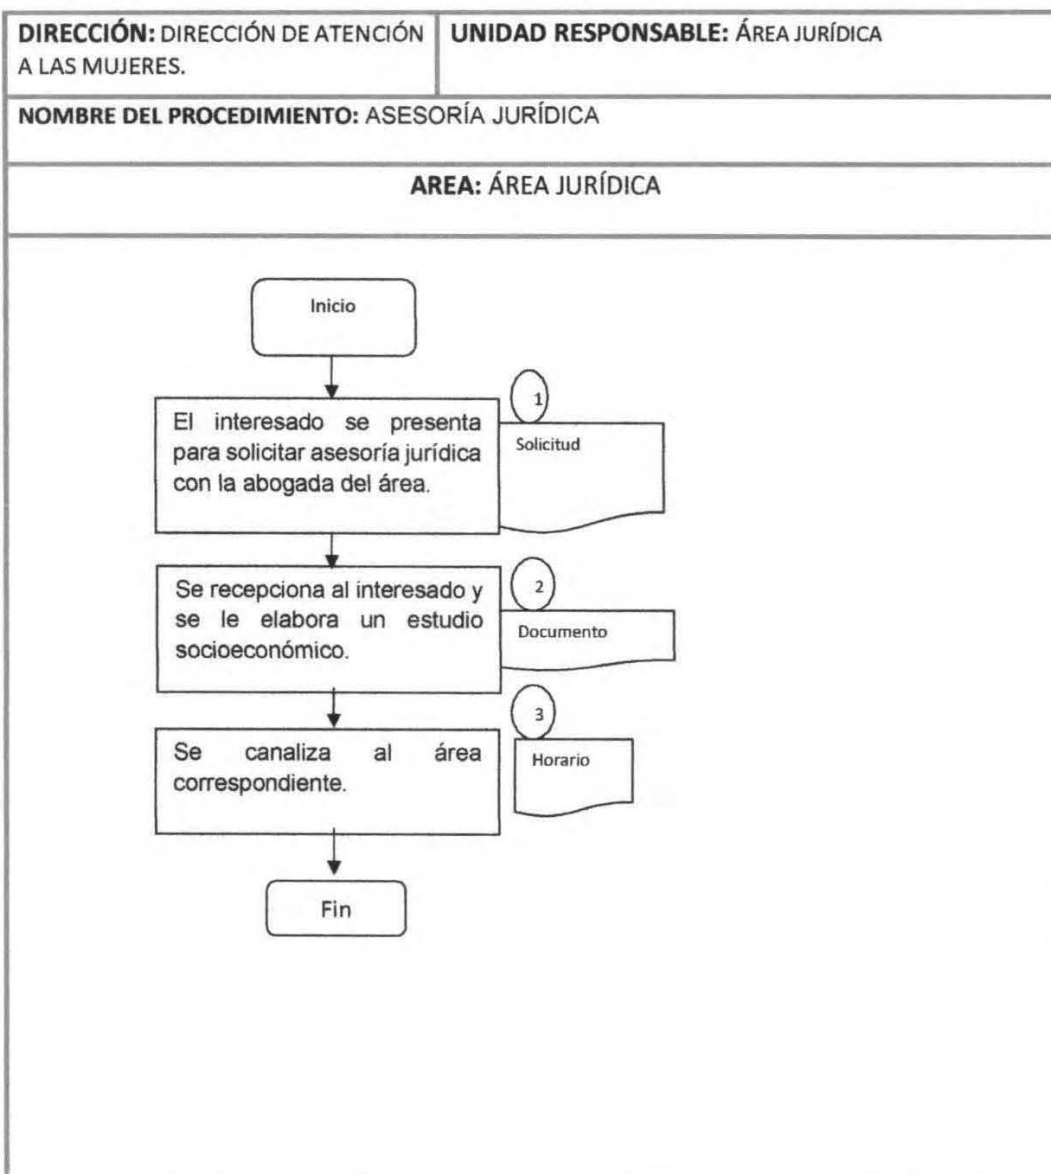 DIRECCIÓN: DIRECCIÓN DE ATENCIÓN
A LAS MUJERES.
UNIDAD RESPONSABLE: ÁREA JURÍDICA
NOMBRE DEL PROCEDIMIENTO: ASESORÍA JURÍDICA
AREA: ÁREA JURÍDICA
Inicio
1
El interesado se presenta
para solicitar asesoría jurídica
con la abogada del área.
Solicitud
2
Se recepciona al interesado y
se le elabora un estudio
socioeconómico.
Documento
3
Se canaliza al área
correspondiente.
Horario
Fin